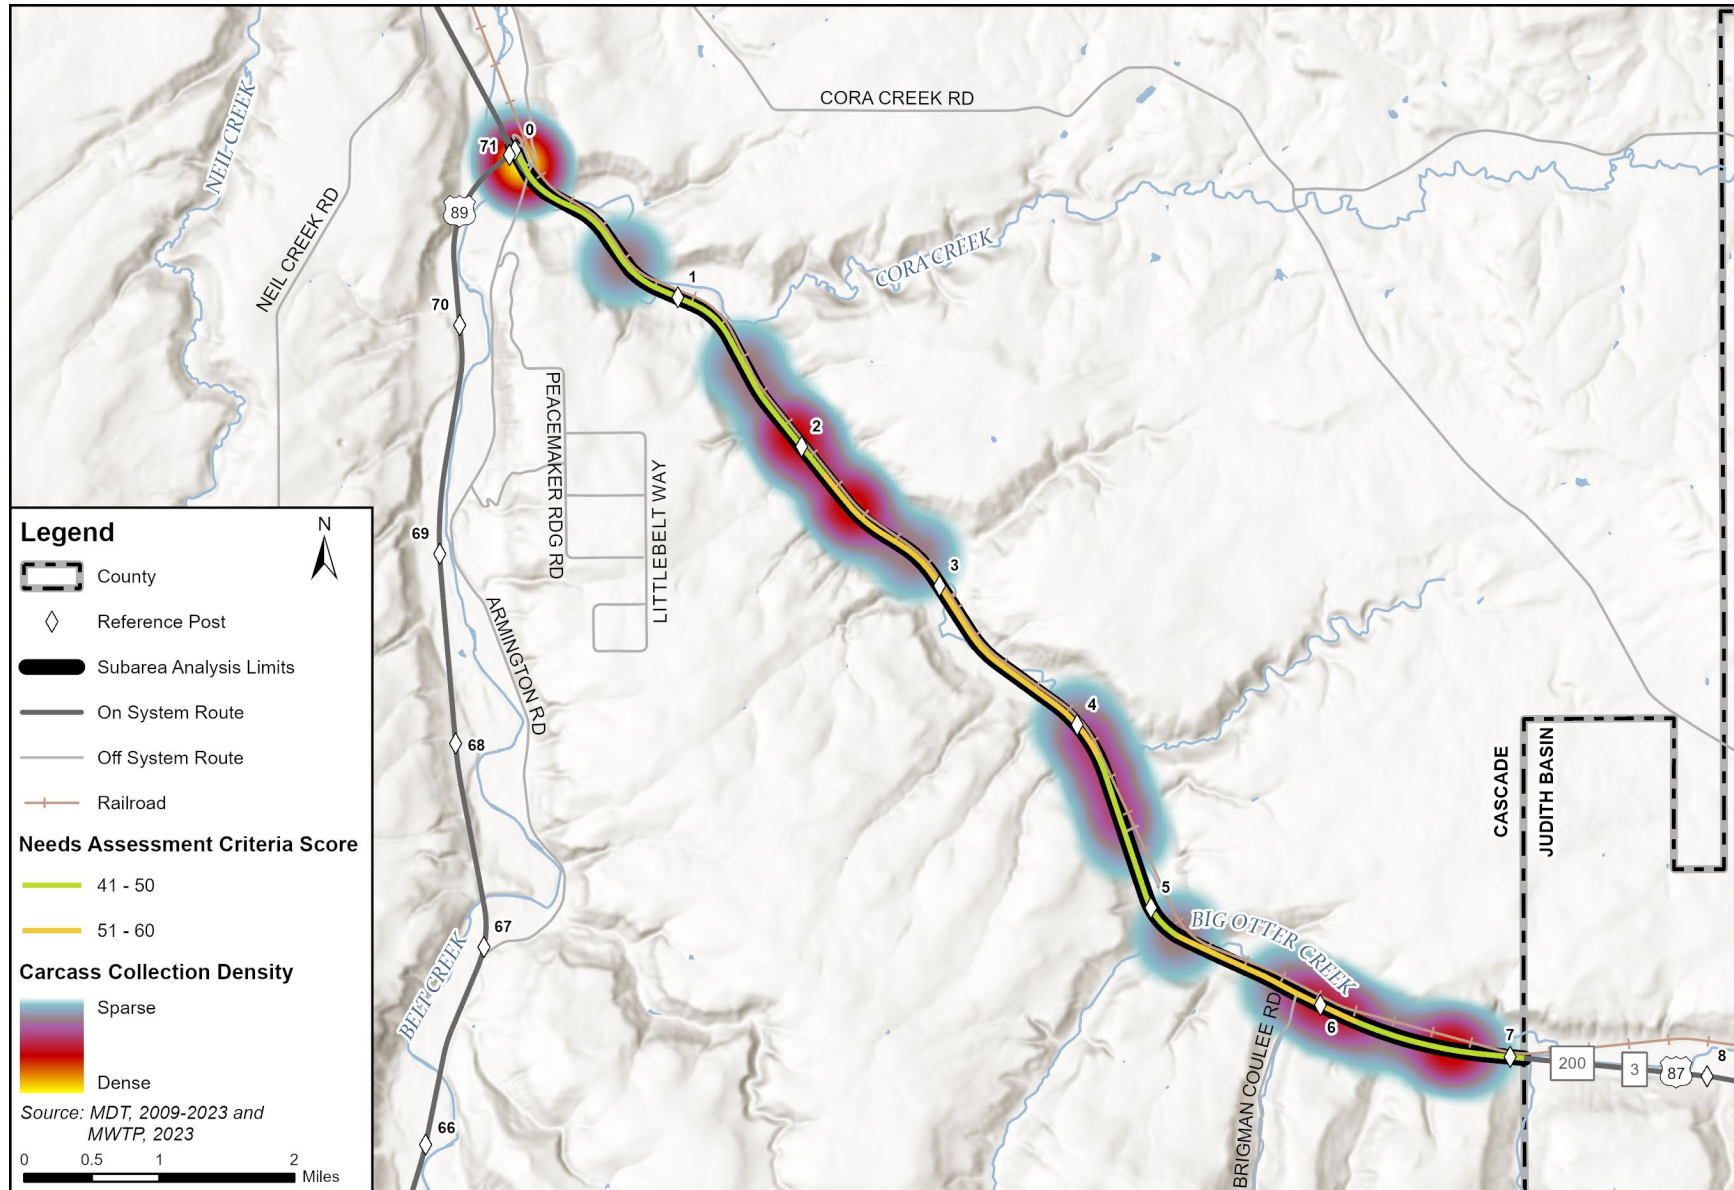 CORA CREEK RD
NEIL CREEK
0
71
89
NEIL CREEK RD
CORA CREEK
1
70
PEACEMAKER RDG RD
2
LITTLEBELT WAY
69
3
ARMINGTON RD
4
68
CASCADE
JUDITH BASIN
5
67
BIG OTTER CREEK
BELT CREEK
BRIGMAN COULEE RD
6
7
200
3
87
8
66
Legend
N
County
Reference Post
Subarea Analysis Limits
On System Route
Off System Route
Railroad
Needs Assessment Criteria Score
41 - 50
51 - 60
Carcass Collection Density
Sparse
Dense
Source: MDT, 2009-2023 and
MWTP, 2023
0 0.5 1 2
Miles